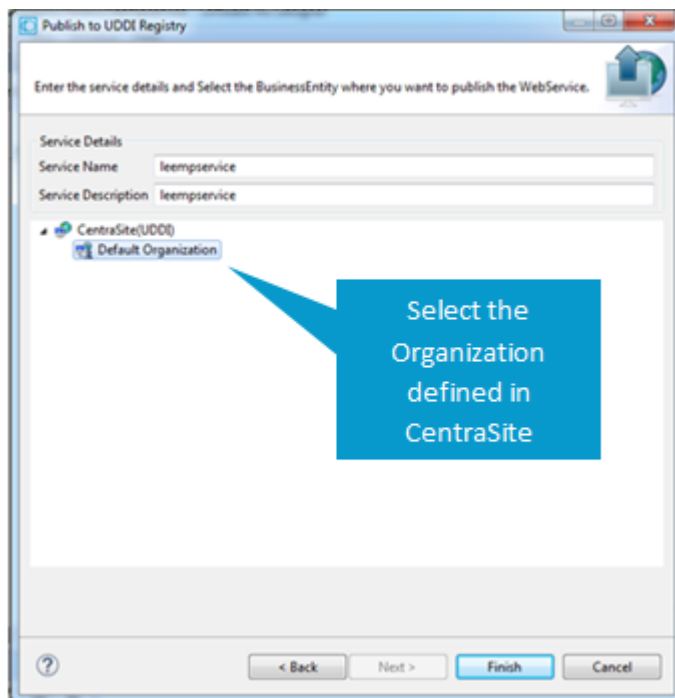 Publish to UDDI Registry
Enter the service details and Select the BusinessEntity where you want to publish the WebService.
Service Details
Service Name leempservice
Service Description leempservice
CentraSite(UDDI)
Default Organization
Select the
Organization
defined in
CentraSite
?
< Back Next > Finish Cancel